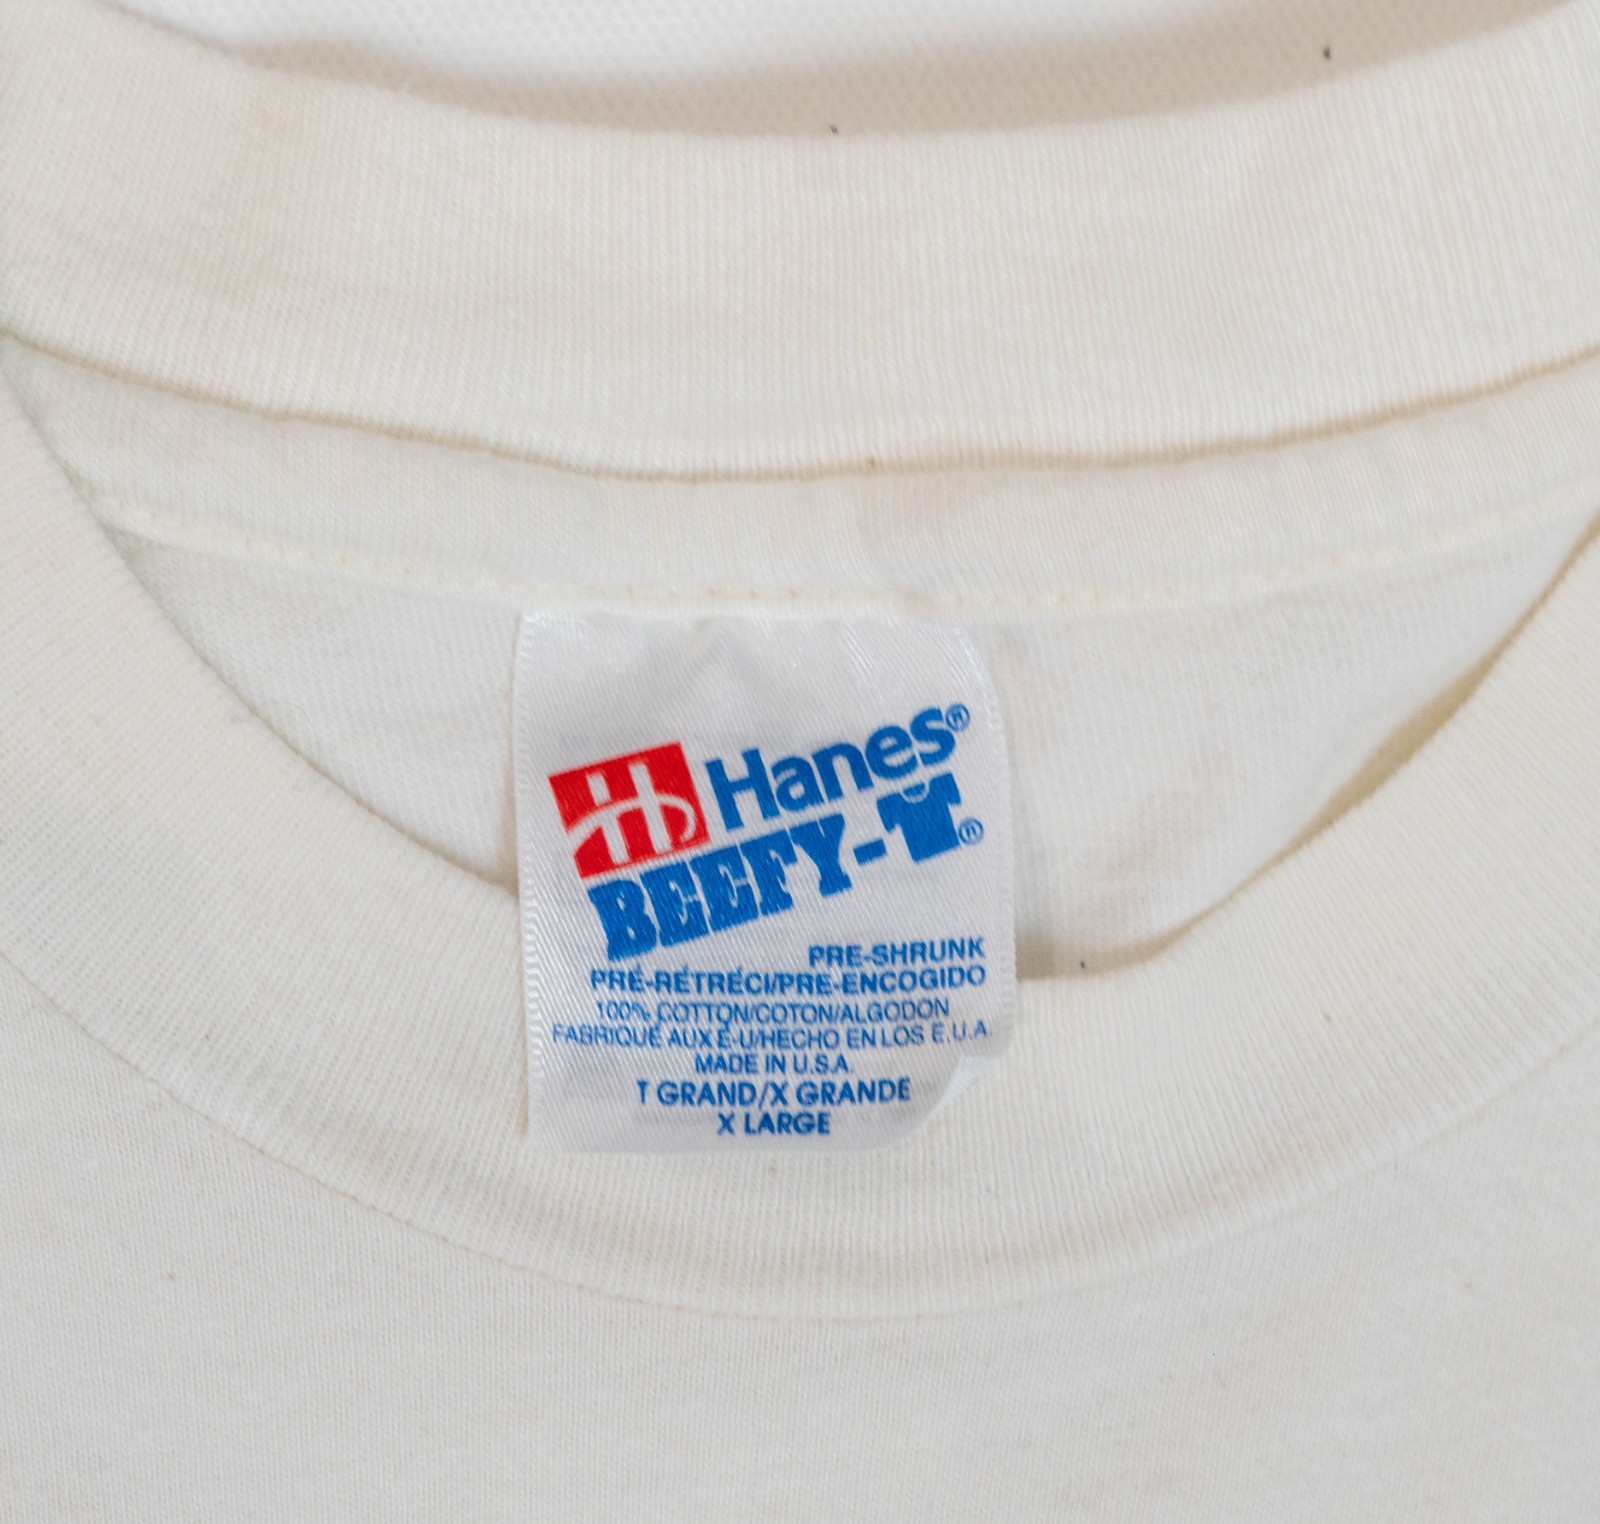 Hanes®
BEEFY-T®
PRE-SHRUNK
PRÉ-RÉTRÉCI/PRE-ENCOGIDO
100% COTTON/COTON/ALGODON
FABRIQUÉ AUX É-U/HECHO EN LOS E.U.A.
MADE IN U.S.A.
T GRAND/X GRANDE
X LARGE